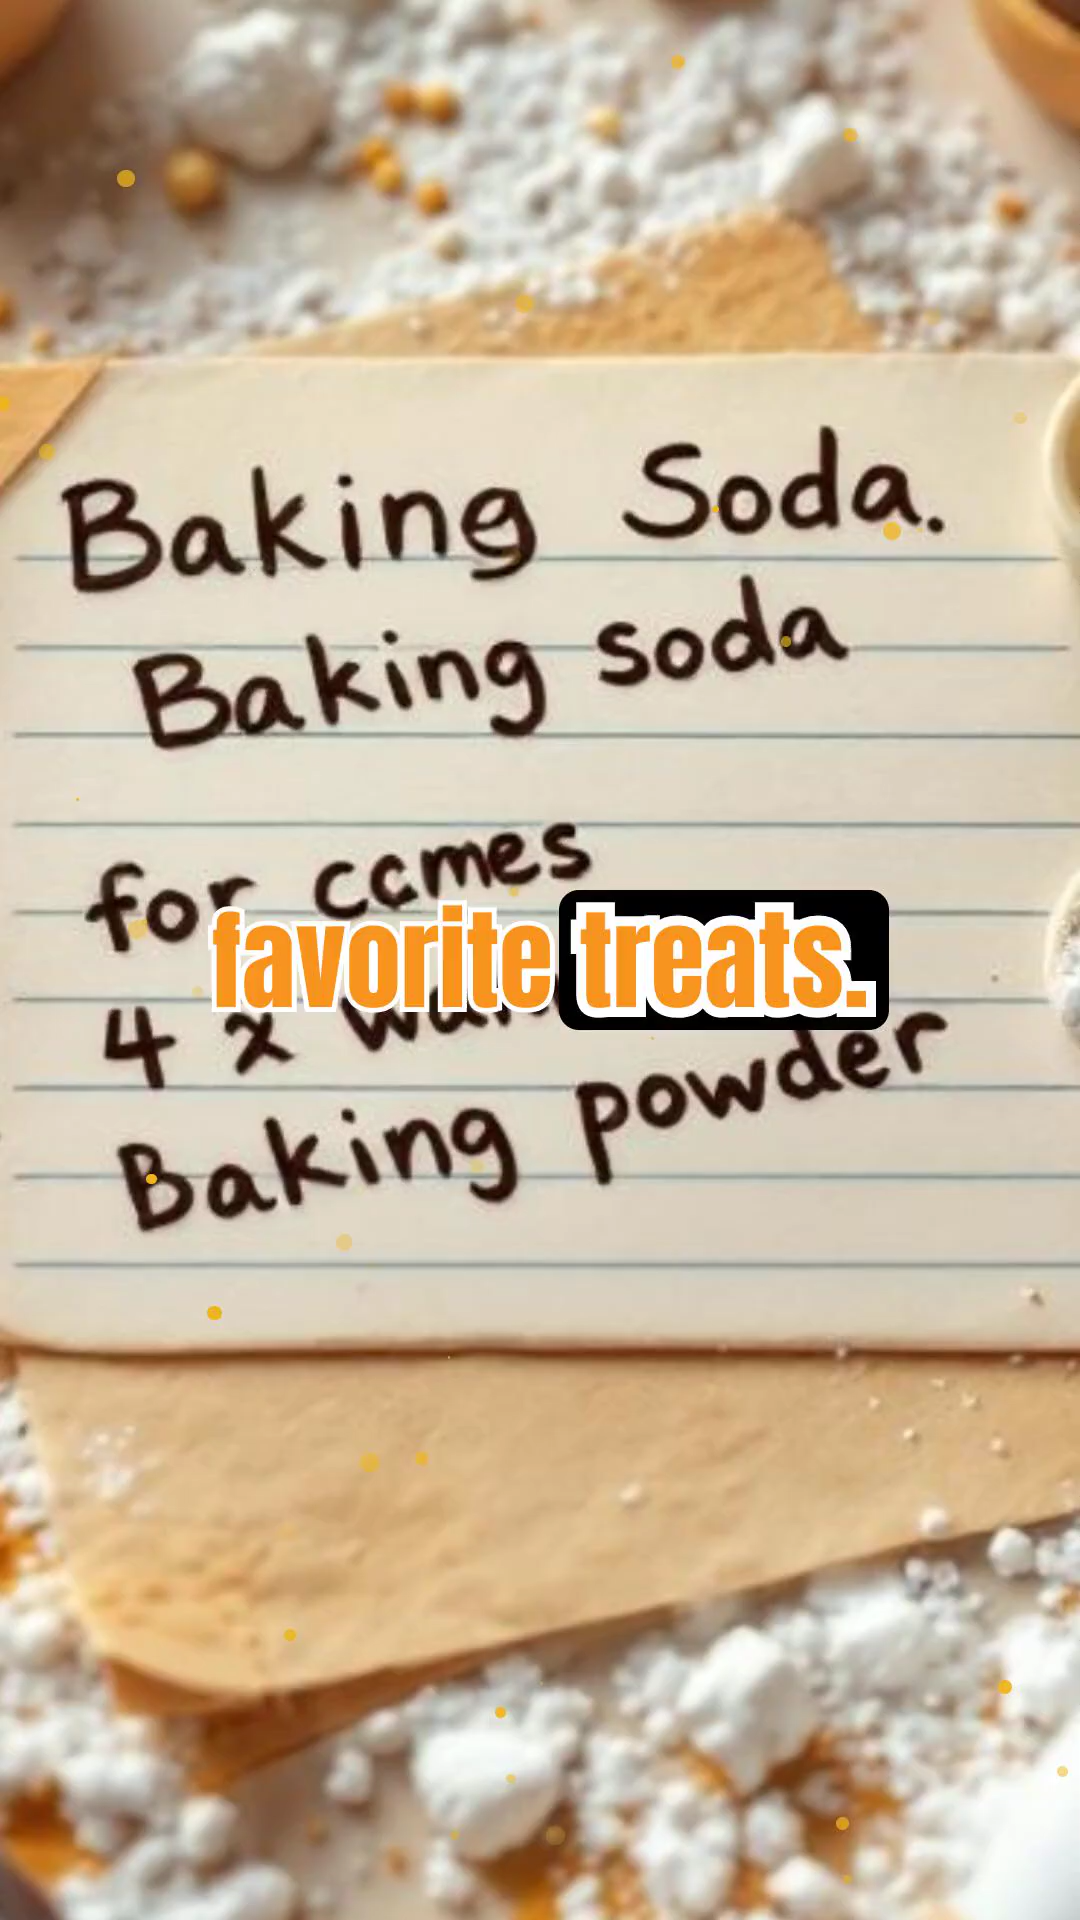 Baking Soda.
Baking soda
for ccmes
favorite treats.
4 x
Baking powder